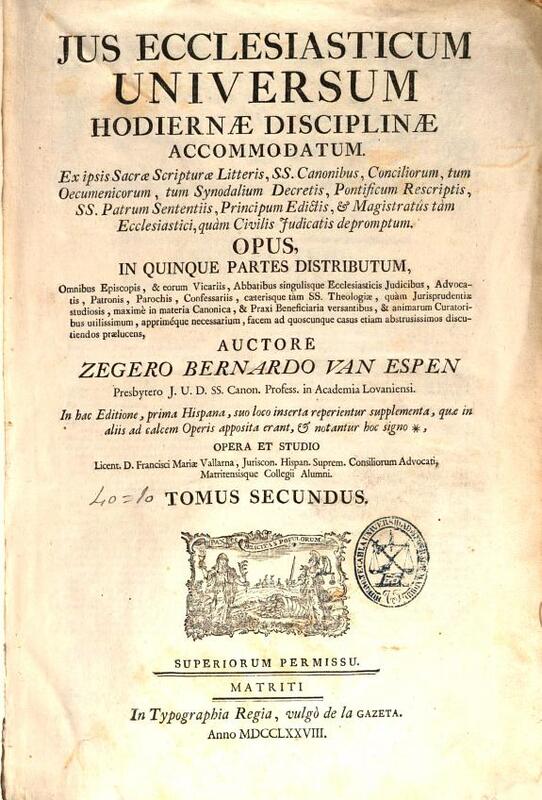 JUS ECCLESIASTICUM
UNIVERSUM
HODIERNÆ DISCIPLINÆ
ACCOMMODATUM.
Ex ipsis Sacræ Scripturæ Litteris, SS. Canonibus, Conciliorum, tum
Oecumenicorum, tum Synodalium Decretis, Pontificum Rescriptis,
SS. Patrum Sententiis, Principum Edictis, & Magistratûs tàm
Ecclesiastici, quàm Civilis Judicatis depromptum.
OPUS,
IN QUINQUE PARTES DISTRIBUTUM,
Omnibus Episcopis, & eorum Vicariis, Abbatibus singulisque Ecclesiasticis Judicibus, Advoca-
tis, Patronis, Parochis, Confessariis, cæterisque tàm SS. Theologiæ, quàm Jurisprudentiæ
studiosis, maximè in materia Canonica, & Praxi Beneficiaria versantibus, & animarum Curatori-
bus utilissimum, appriméque necessarium, facem ad quoscunque casus etiam abstrusissimos discu-
tiendos prælucens,
AUCTORE
ZEGERO BERNARDO VAN ESPEN
Presbytero J. U. D. SS. Canon. Profess. in Academia Lovaniensi.
In hac Editione, prima Hispana, suo loco inserta reperientur supplementa, quæ in
aliis ad calcem Operis apposita erant, & notantur hoc signo *,
OPERA ET STUDIO
Licent. D. Francisci Mariæ Vallarna, Juriscon. Hispan. Suprem. Consiliorum Advocati,
Matritensisque Collegii Alumni.
TOMUS SECUNDUS.
FELICITAS POPULORUM
SUPERIORUM PERMISSU.
MATRITI
In Typographia Regia, vulgò de la GAZETA.
Anno MDCCLXXVIII.